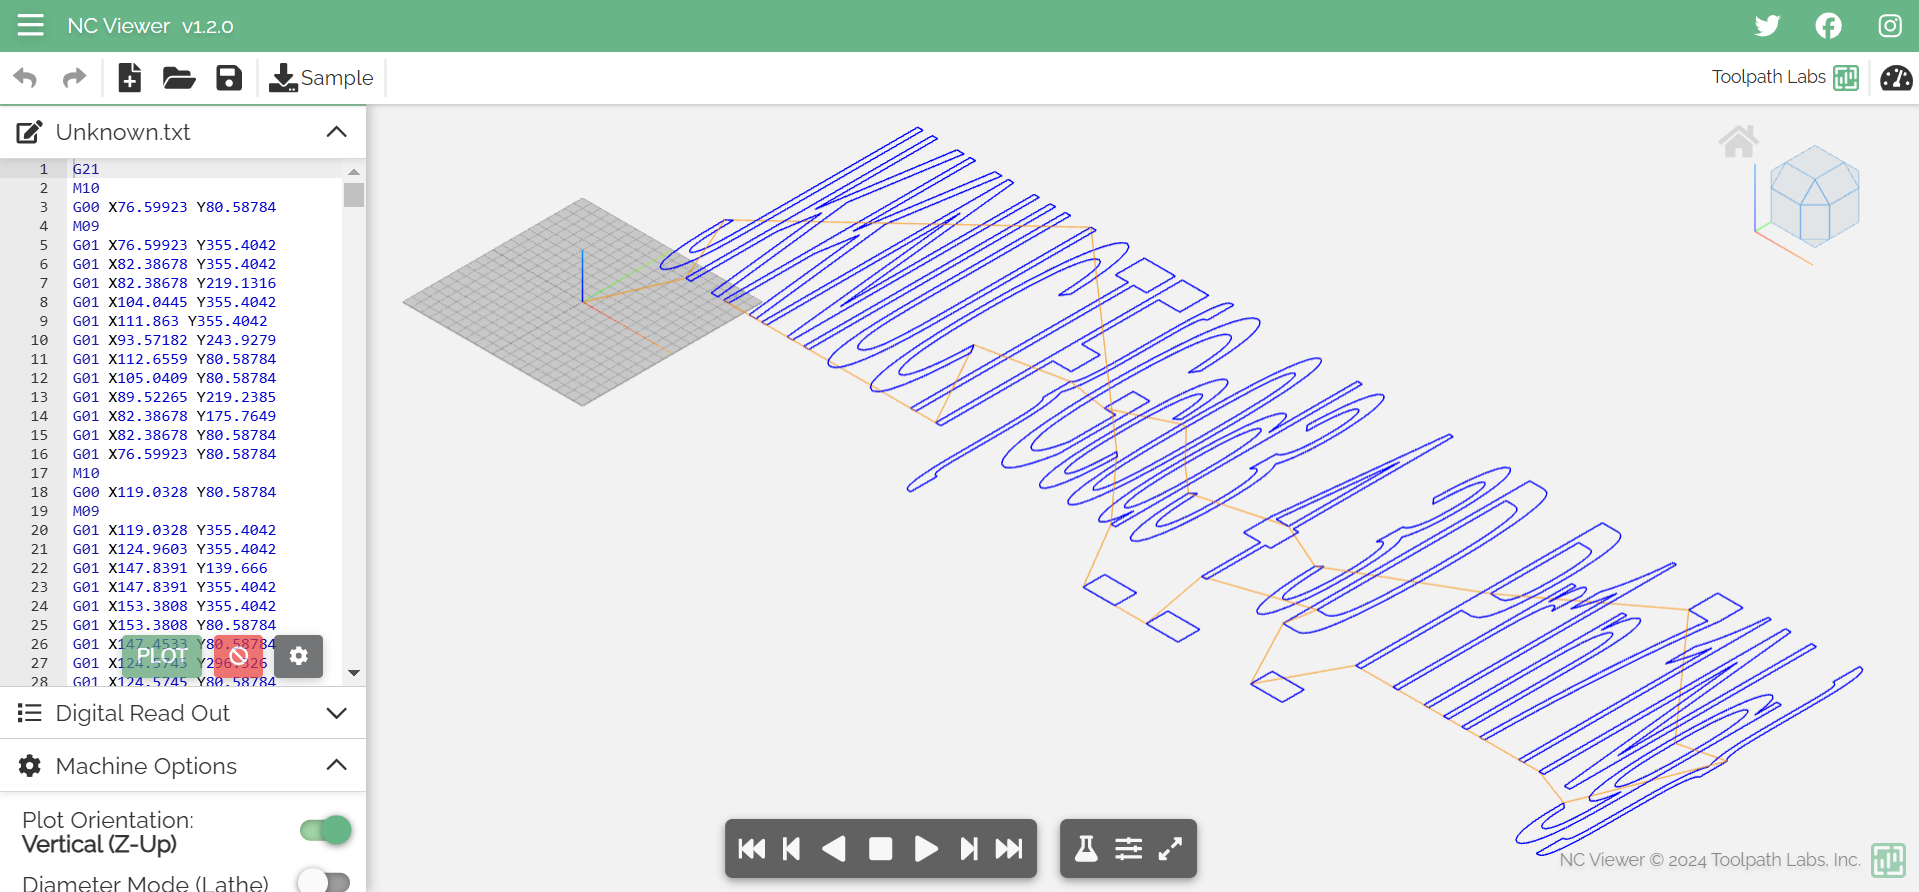 NC Viewer v1.2.0
Sample
Toolpath Labs
Unknown.txt
1 G21
2 M10
3 G00 X76.59923 Y80.58784
4 M09
5 G01 X76.59923 Y355.4042
6 G01 X82.38678 Y355.4042
7 G01 X82.38678 Y219.1316
8 G01 X104.0445 Y355.4042
9 G01 X111.863 Y355.4042
10 G01 X93.57182 Y243.9279
11 G01 X112.6559 Y80.58784
12 G01 X105.0409 Y80.58784
13 G01 X89.52265 Y219.2385
14 G01 X82.38678 Y175.7649
15 G01 X82.38678 Y80.58784
16 G01 X76.59923 Y80.58784
17 M10
18 G00 X119.0328 Y80.58784
19 M09
20 G01 X119.0328 Y355.4042
21 G01 X124.9603 Y355.4042
22 G01 X147.8391 Y139.666
23 G01 X147.8391 Y355.4042
24 G01 X153.3808 Y355.4042
25 G01 X153.3808 Y80.58784
26 G01 X147.4533 Y80.58784
27 G01 X124.5745 Y296.326
28 G01 X124.5745 Y80.58784
PLOT
Digital Read Out
Machine Options
Plot Orientation:
Vertical (Z-Up)
Diameter Mode (Lathe)
NC Viewer © 2024 Toolpath Labs, Inc.